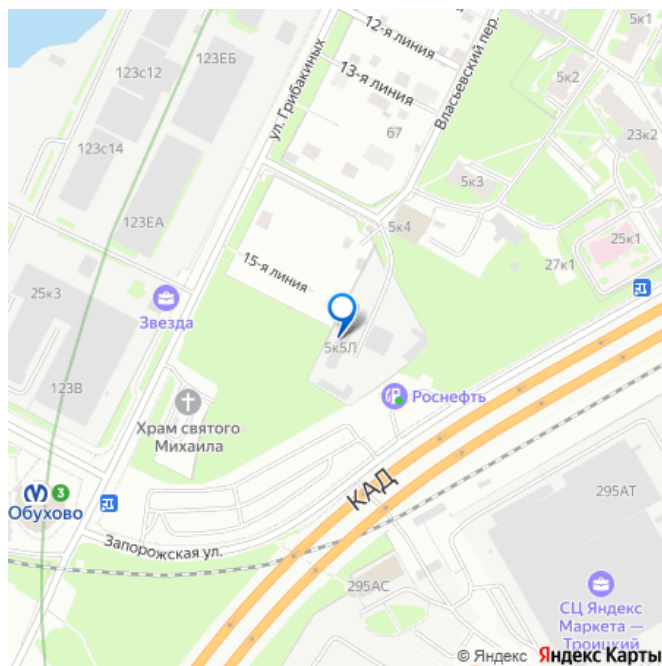 12-я линия
5к1
123с12
123ЕБ
ул. Грибакиных
13-я линия
Власьевский пер.
5к2
123с14
67
23к2
5к3
123ЕА
5к4
25к1
15-я линия
27к1
25к3
Звезда
5к5Л
123В
Роснефть
Храм святого
Михаила
КАД
295АТ
3
Обухово
Запорожская ул.
295АС
СЦ Яндекс
Маркета —
Троицкий
© Яндекс Яндекс Карты